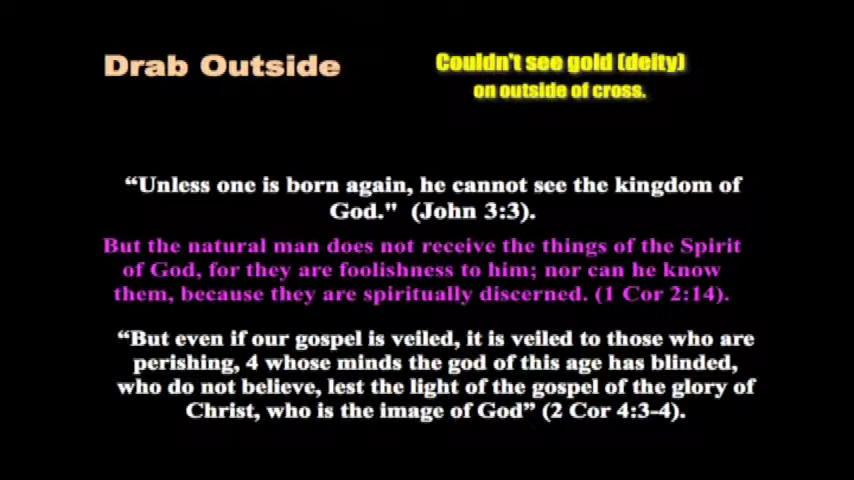 Drab Outside
Couldn't see gold (deity)
on outside of cross.
“Unless one is born again, he cannot see the kingdom of
God."  (John 3:3).
But the natural man does not receive the things of the Spirit
of God, for they are foolishness to him; nor can he know
them, because they are spiritually discerned. (1 Cor 2:14).
“But even if our gospel is veiled, it is veiled to those who are
perishing, 4 whose minds the god of this age has blinded,
who do not believe, lest the light of the gospel of the glory of
Christ, who is the image of God” (2 Cor 4:3-4).